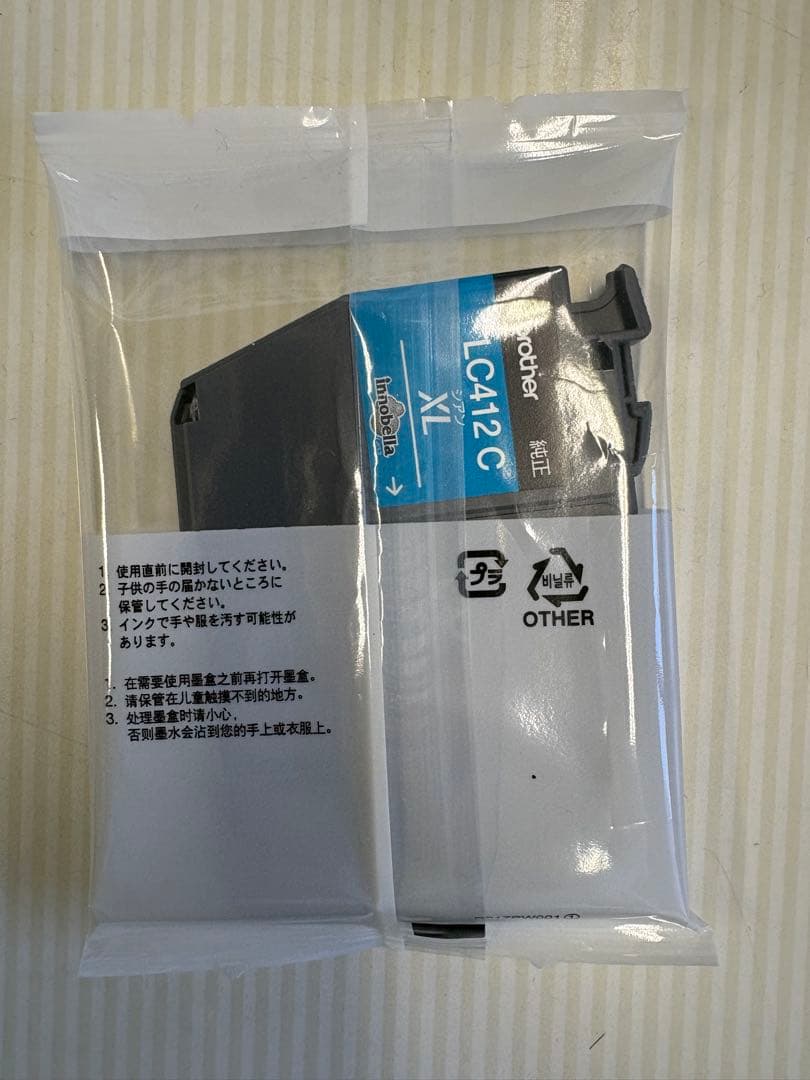 brother
純正
LC412 C
シアン
XL
innobella
1. 使用直前に開封してください。
2. 子供の手の届かないところに
保管してください。
3. インクで手や服を汚す可能性が
あります。
1. 在需要使用墨盒之前再打开墨盒。
2. 请保管在儿童触摸不到的地方。
3. 处理墨盒时请小心，
否则墨水会沾到您的手上或衣服上。
プラ
비닐류
OTHER